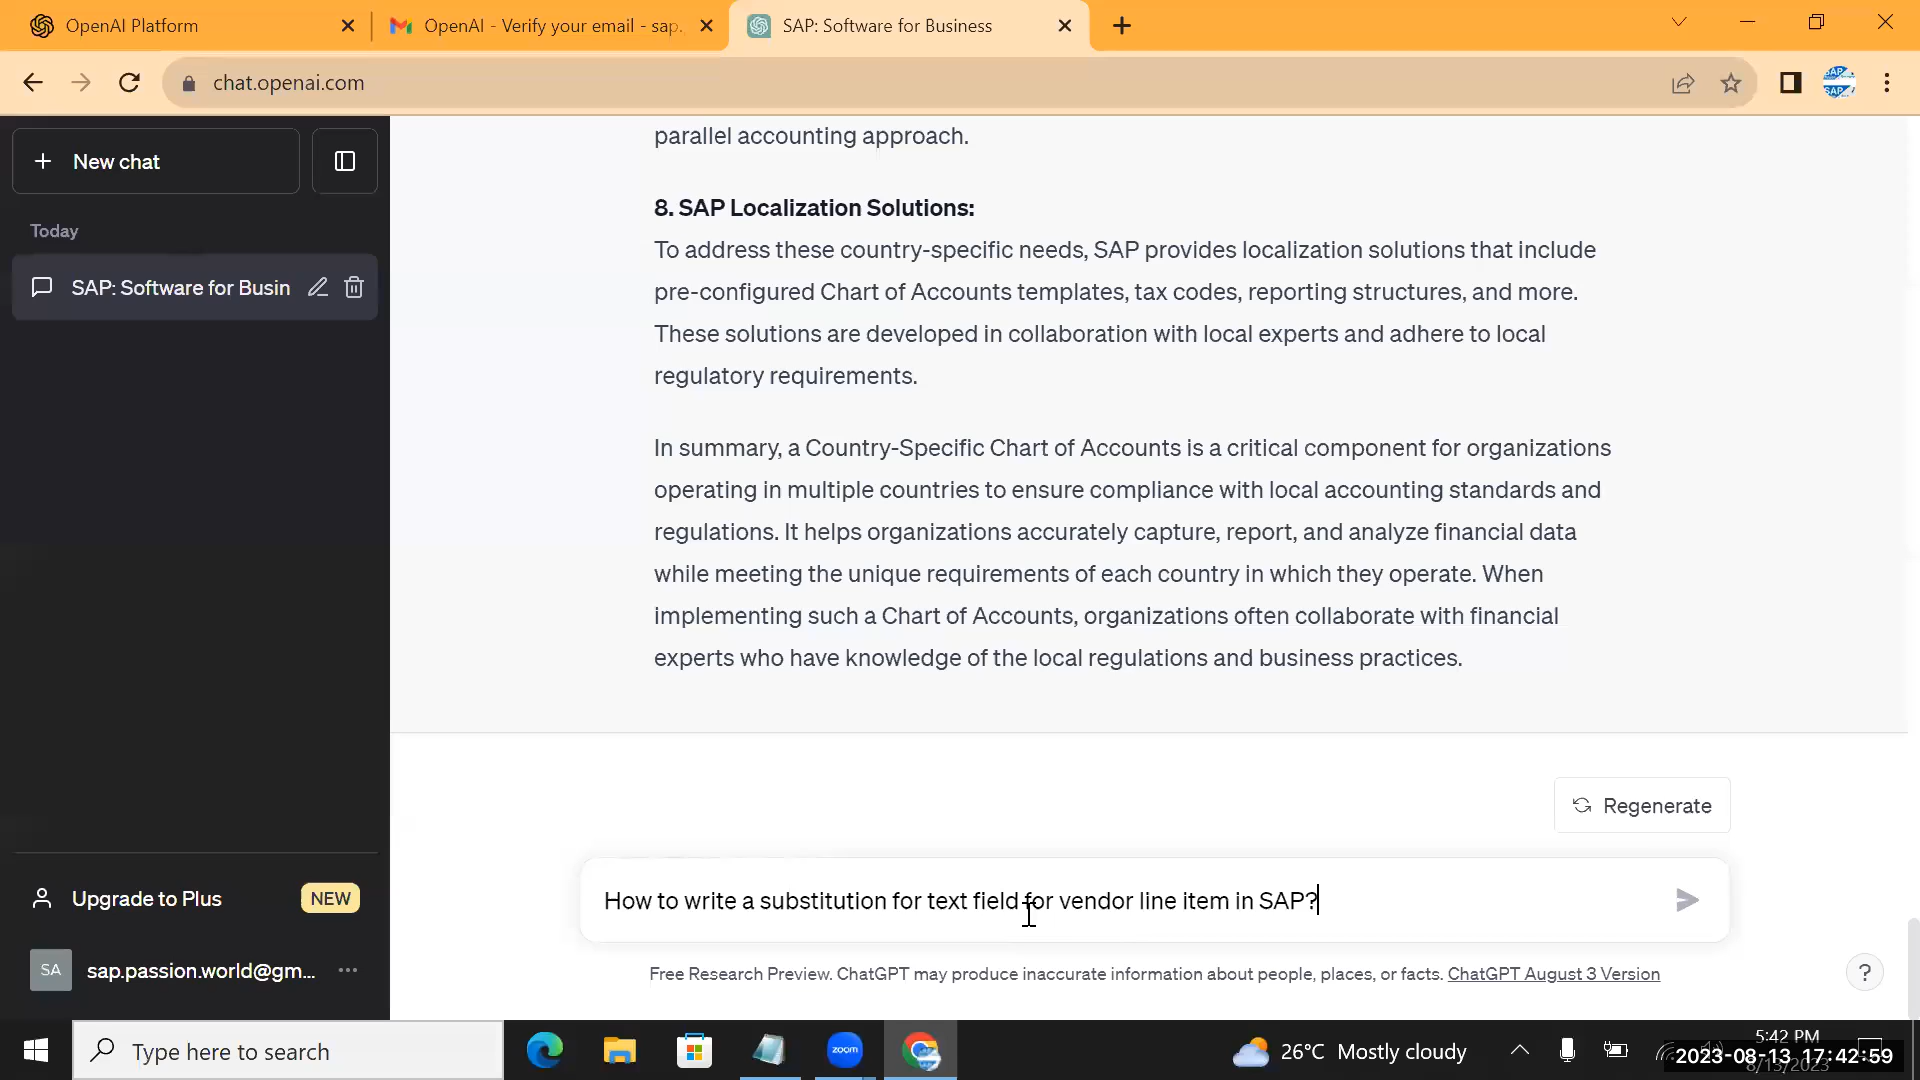 OpenAI Platform
OpenAI - Verify your email - sap.
SAP: Software for Business
chat.openai.com
New chat
Today
SAP: Software for Busin
Upgrade to Plus
NEW
SA
sap.passion.world@gm...
parallel accounting approach.
8. SAP Localization Solutions:
To address these country-specific needs, SAP provides localization solutions that include
pre-configured Chart of Accounts templates, tax codes, reporting structures, and more.
These solutions are developed in collaboration with local experts and adhere to local
regulatory requirements.
In summary, a Country-Specific Chart of Accounts is a critical component for organizations
operating in multiple countries to ensure compliance with local accounting standards and
regulations. It helps organizations accurately capture, report, and analyze financial data
while meeting the unique requirements of each country in which they operate. When
implementing such a Chart of Accounts, organizations often collaborate with financial
experts who have knowledge of the local regulations and business practices.
Regenerate
How to write a substitution for text field for vendor line item in SAP?
Free Research Preview. ChatGPT may produce inaccurate information about people, places, or facts. ChatGPT August 3 Version
?
Type here to search
zoom
26°C Mostly cloudy
5:42 PM
2023-08-13 17:42:59